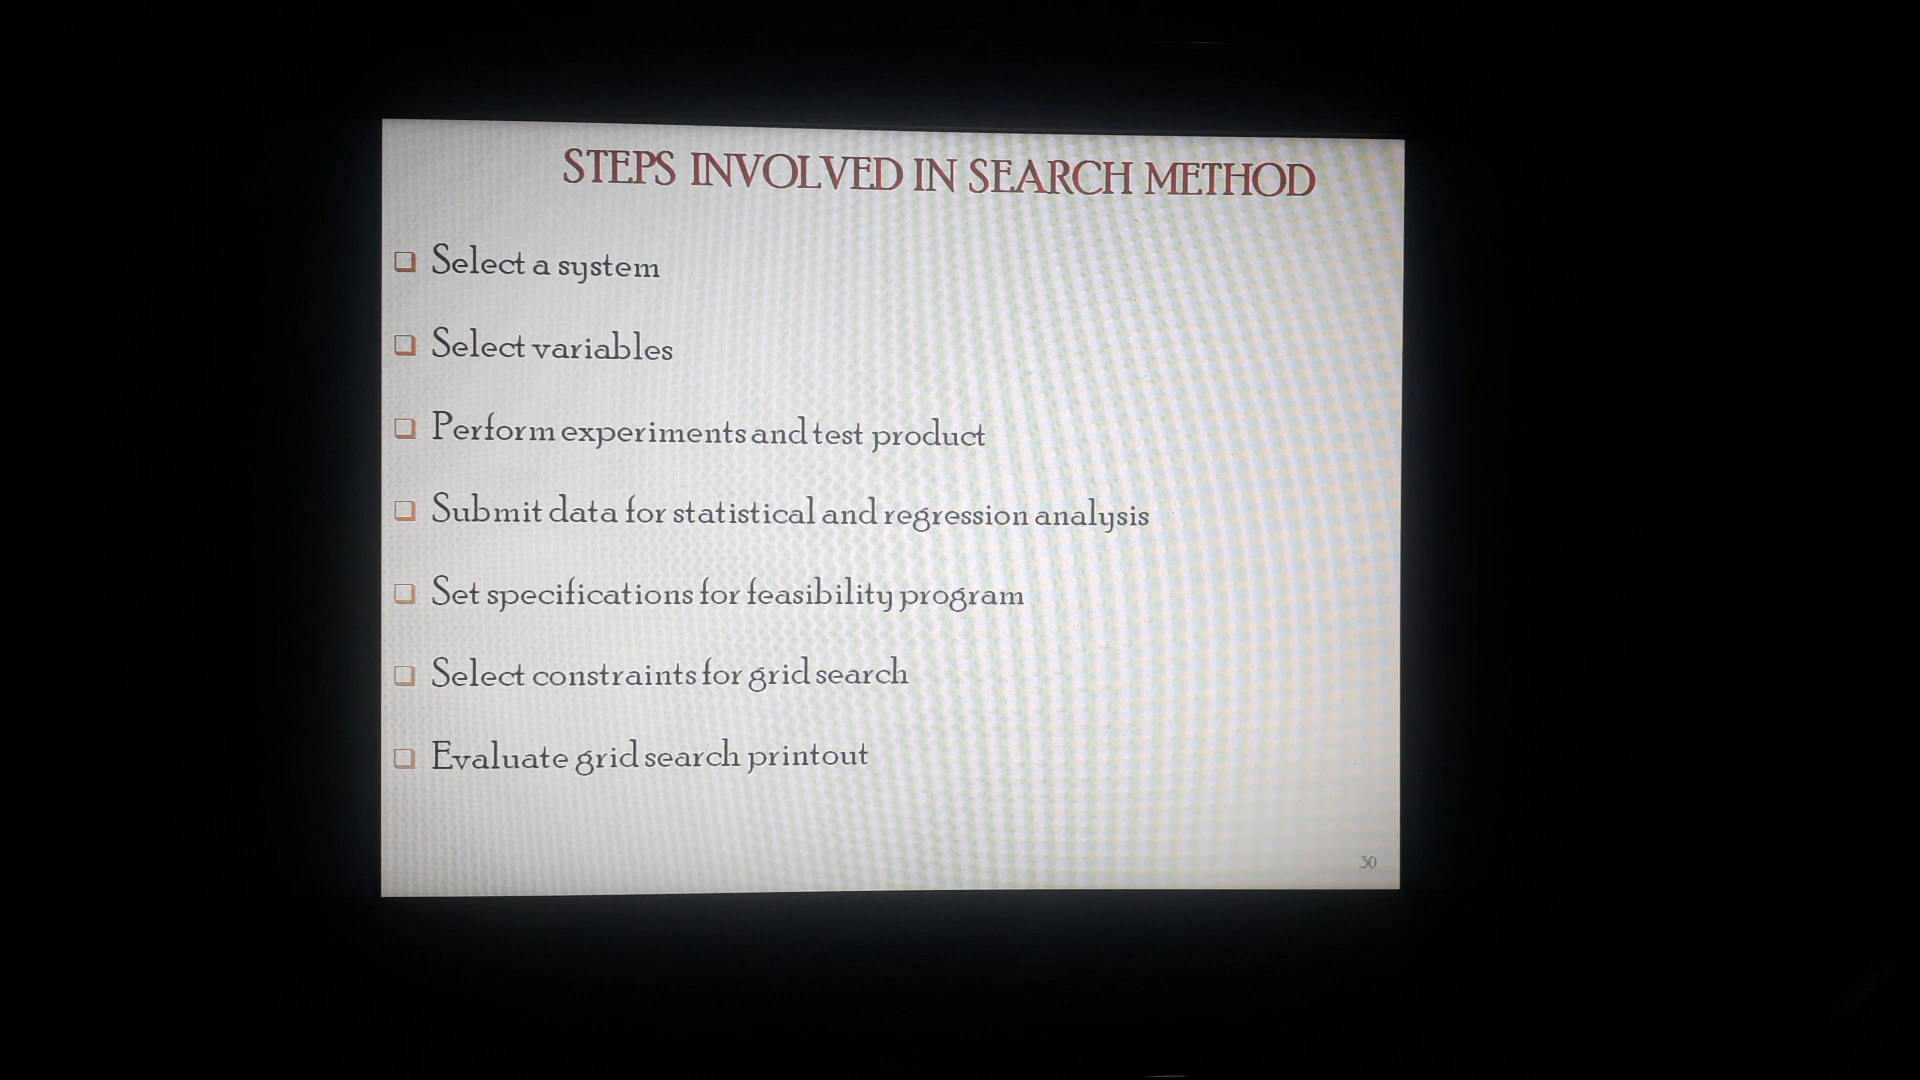 STEPS INVOLVED IN SEARCH METHOD
Select a system
Select variables
Perform experiments and test product
Submit data for statistical and regression analysis
Set specifications for feasibility program
Select constraints for grid search
Evaluate grid search printout
30